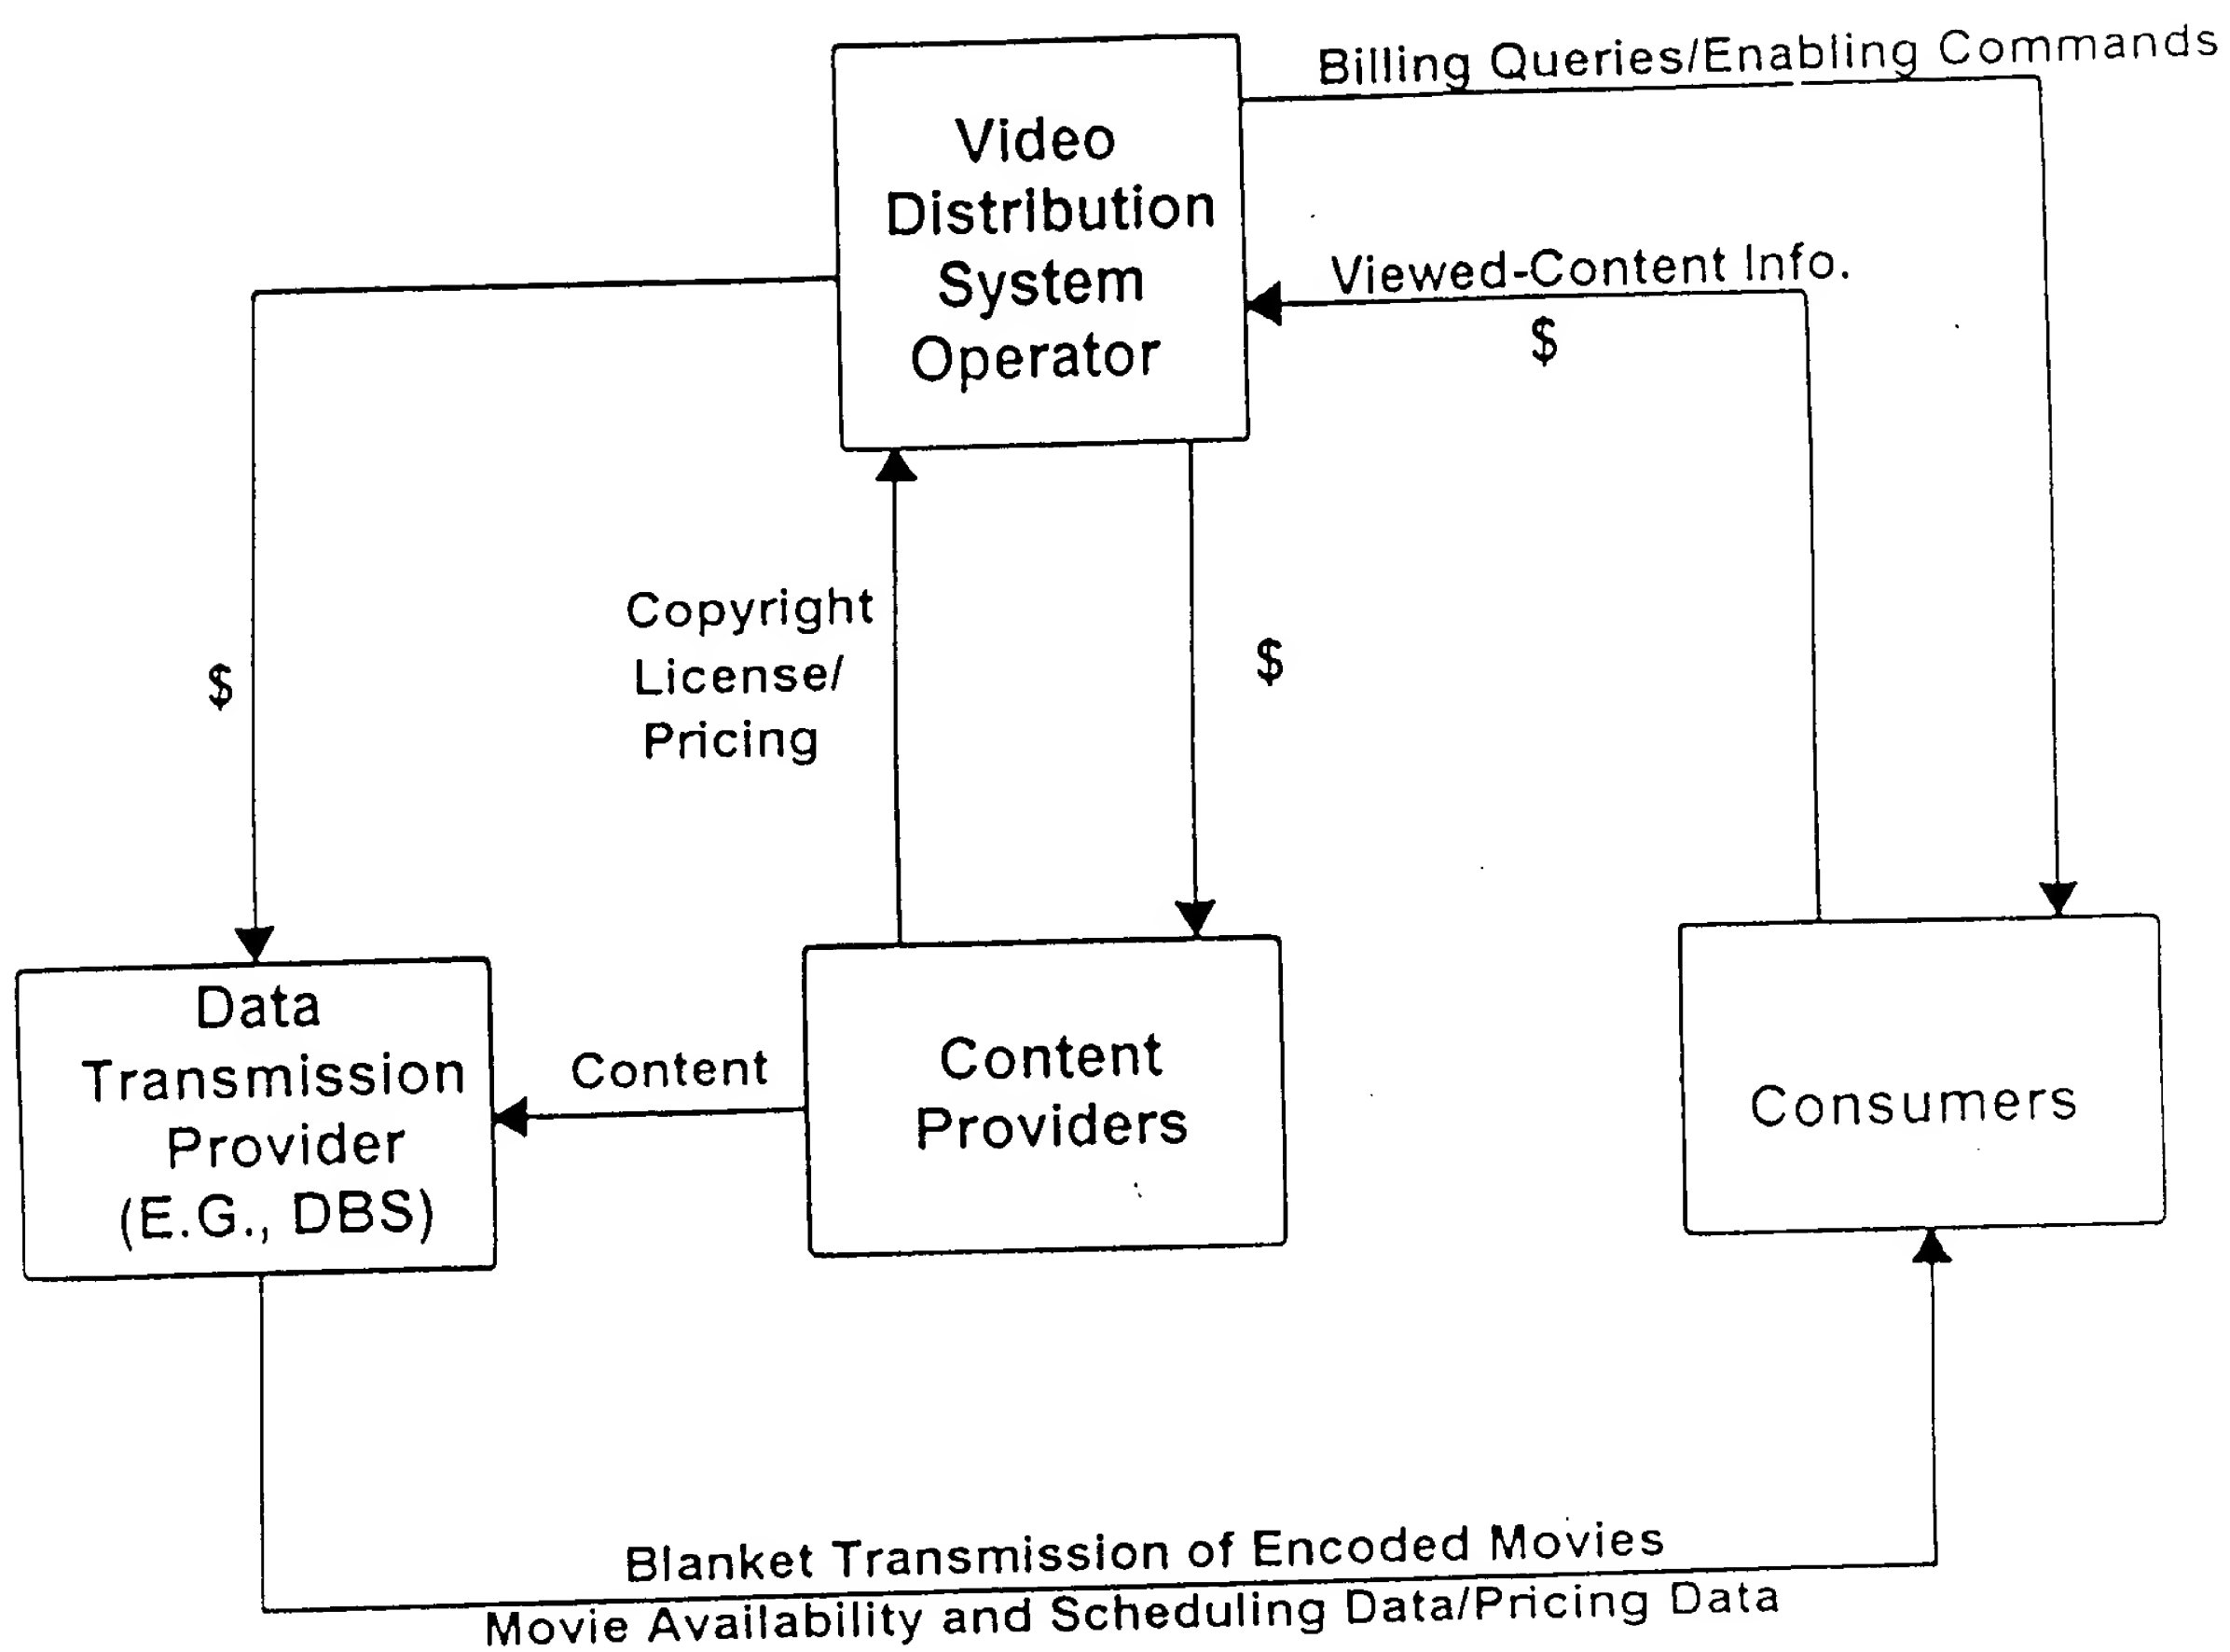 Billing Queries/Enabling Commands
Video
Distribution
System
Operator
Viewed-Content Info.
$
Copyright
License/
Pricing
$
$
Data
Transmission
Provider
(E.G., DBS)
Content
Content
Providers
Consumers
Blanket Transmission of Encoded Movies
Movie Availability and Scheduling Data/Pricing Data